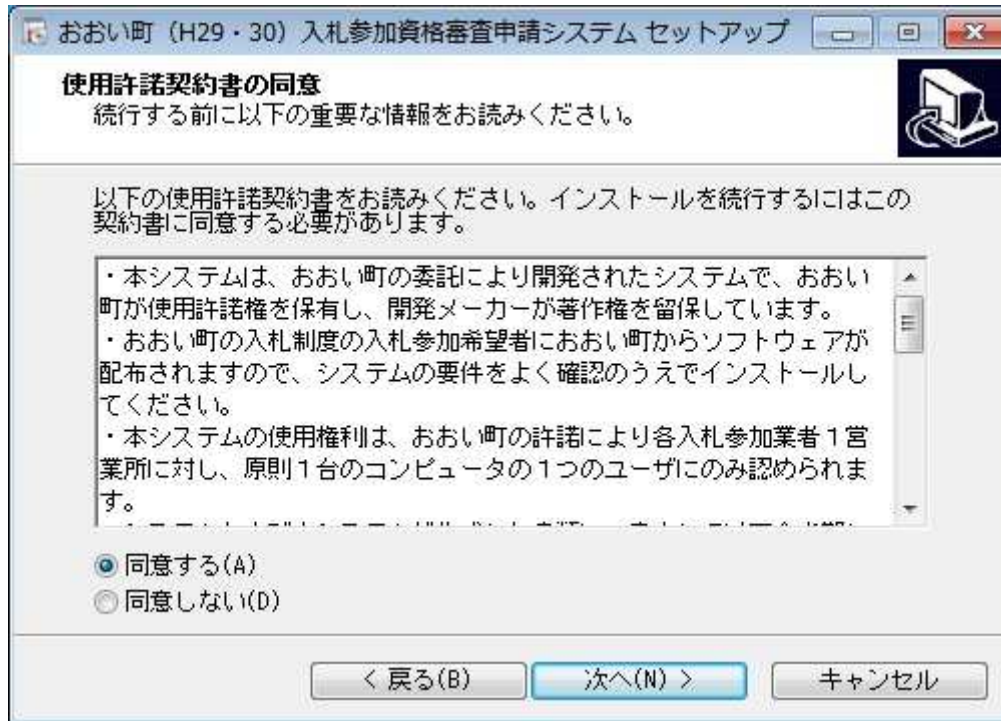 おおい町（H29・30）入札参加資格審査申請システム セットアップ
使用許諾契約書の同意
続行する前に以下の重要な情報をお読みください。
以下の使用許諾契約書をお読みください。インストールを続行するにはこの
契約書に同意する必要があります。
・本システムは、おおい町の委託により開発されたシステムで、おおい
町が使用許諾権を保有し、開発メーカーが著作権を留保しています。
・おおい町の入札制度の入札参加希望者におおい町からソフトウェアが
配布されますので、システムの要件をよく確認のうえでインストールし
てください。
・本システムの使用権利は、おおい町の許諾により各入札参加業者１営
業所に対し、原則１台のコンピュータの１つのユーザにのみ認められま
す。
同意する(A)
同意しない(D)
< 戻る(B)
次へ(N) >
キャンセル